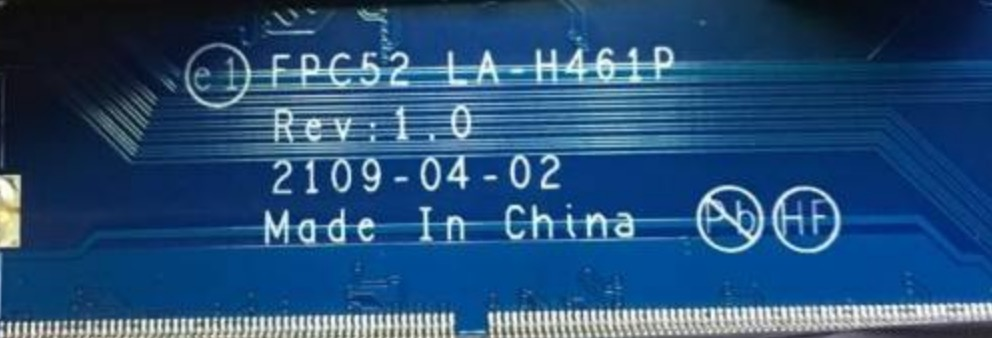 e1 FPC52 LA-H461P
Rev:1.0
2109-04-02
Made In China Pb HF